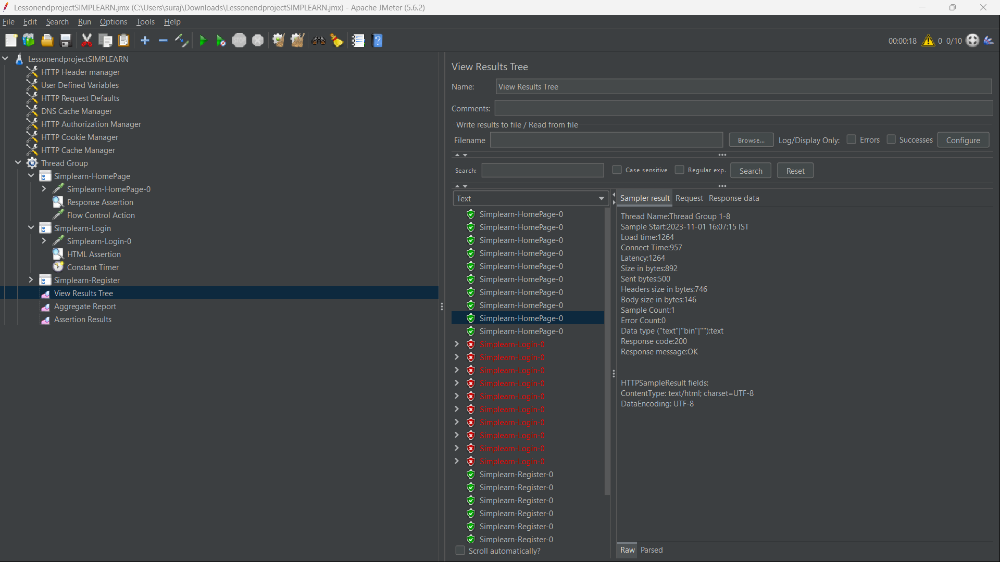 LessonendprojectSIMPLEARN.jmx (C:\Users\suraj\Downloads\LessonendprojectSIMPLEARN.jmx) - Apache JMeter (5.6.2)
File Edit Search Run Options Tools Help
STOP
00:00:18 0 0/10
LessonendprojectSIMPLEARN
HTTP Header manager
User Defined Variables
HTTP Request Defaults
DNS Cache Manager
HTTP Authorization Manager
HTTP Cookie Manager
HTTP Cache Manager
Thread Group
Simplearn-HomePage
Simplearn-HomePage-0
Response Assertion
Flow Control Action
Simplearn-Login
Simplearn-Login-0
HTML Assertion
Constant Timer
Simplearn-Register
View Results Tree
Aggregate Report
Assertion Results
View Results Tree
Name: View Results Tree
Comments:
Write results to file / Read from file
Filename Browse... Log/Display Only: Errors Successes Configure
Search: Case sensitive Regular exp. Search Reset
Text
Simplearn-HomePage-0
Simplearn-HomePage-0
Simplearn-HomePage-0
Simplearn-HomePage-0
Simplearn-HomePage-0
Simplearn-HomePage-0
Simplearn-HomePage-0
Simplearn-HomePage-0
Simplearn-HomePage-0
Simplearn-HomePage-0
Simplearn-Login-0
Simplearn-Login-0
Simplearn-Login-0
Simplearn-Login-0
Simplearn-Login-0
Simplearn-Login-0
Simplearn-Login-0
Simplearn-Login-0
Simplearn-Login-0
Simplearn-Login-0
Simplearn-Register-0
Simplearn-Register-0
Simplearn-Register-0
Simplearn-Register-0
Simplearn-Register-0
Simplearn-Register-0
Scroll automatically?
Sampler result Request Response data
Thread Name:Thread Group 1-8
Sample Start:2023-11-01 16:07:15 IST
Load time:1264
Connect Time:957
Latency:1264
Size in bytes:892
Sent bytes:500
Headers size in bytes:746
Body size in bytes:146
Sample Count:1
Error Count:0
Data type ("text"|"bin"|""):text
Response code:200
Response message:OK
HTTPSampleResult fields:
ContentType: text/html; charset=UTF-8
DataEncoding: UTF-8
Raw Parsed